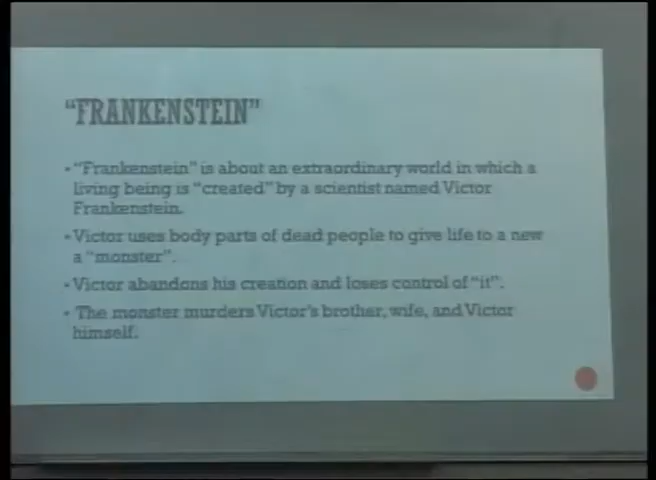 “FRANKENSTEIN”
• “Frankenstein” is about an extraordinary world in which a
living being is “created” by a scientist named Victor
Frankenstein.
• Victor uses body parts of dead people to give life to a new
a “monster”.
• Victor abandons his creation and loses control of “it”.
• The monster murders Victor’s brother, wife, and Victor
himself.